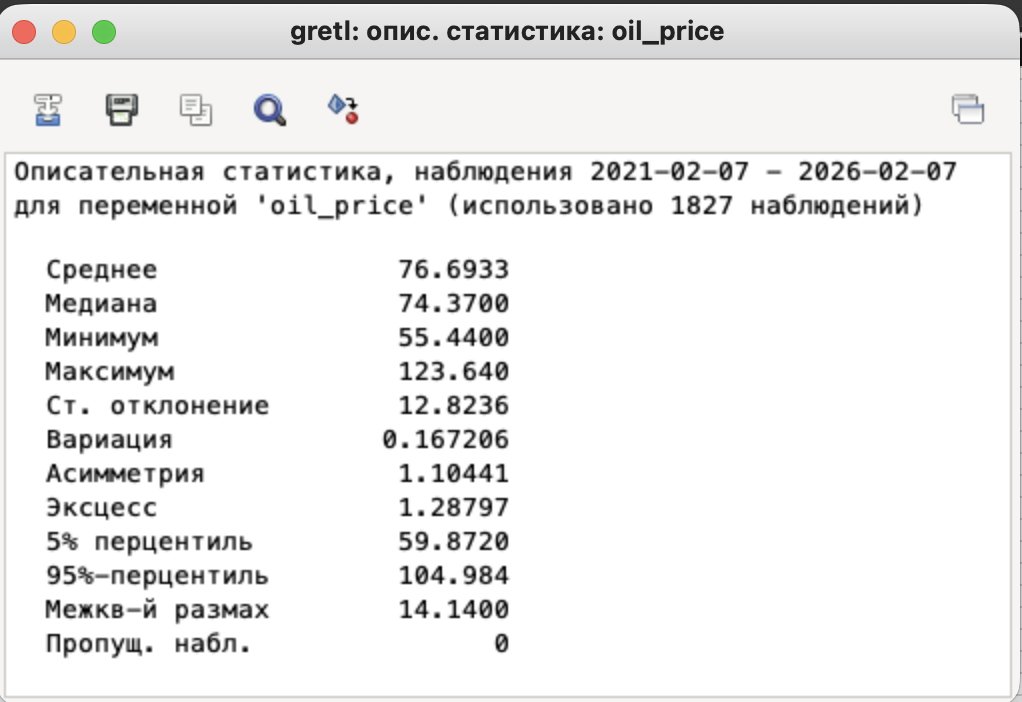 gretl: опис. статистика: oil_price
Описательная статистика, наблюдения 2021-02-07 - 2026-02-07
для переменной 'oil_price' (использовано 1827 наблюдений)
Среднее 76.6933
Медиана 74.3700
Минимум 55.4400
Максимум 123.640
Ст. отклонение 12.8236
Вариация 0.167206
Асимметрия 1.10441
Эксцесс 1.28797
5% перцентиль 59.8720
95%-перцентиль 104.984
Межкв-й размах 14.1400
Пропущ. набл. 0